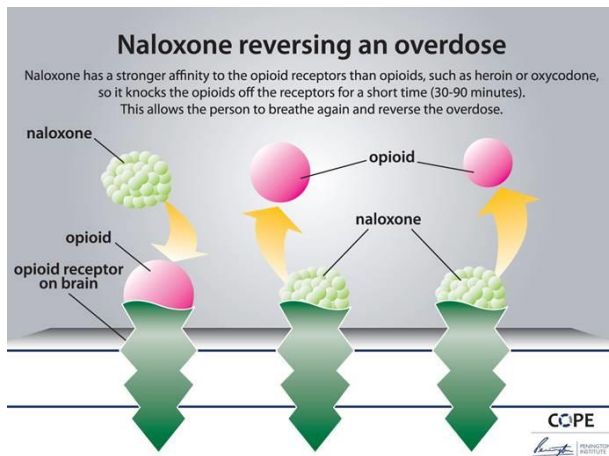 Naloxone reversing an overdose
Naloxone has a stronger affinity to the opioid receptors than opioids, such as heroin or oxycodone,
so it knocks the opioids off the receptors for a short time (30-90 minutes).
This allows the person to breathe again and reverse the overdose.
naloxone
opioid
opioid
naloxone
opioid receptor
on brain
COPE
PENINGTON
INSTITUTE